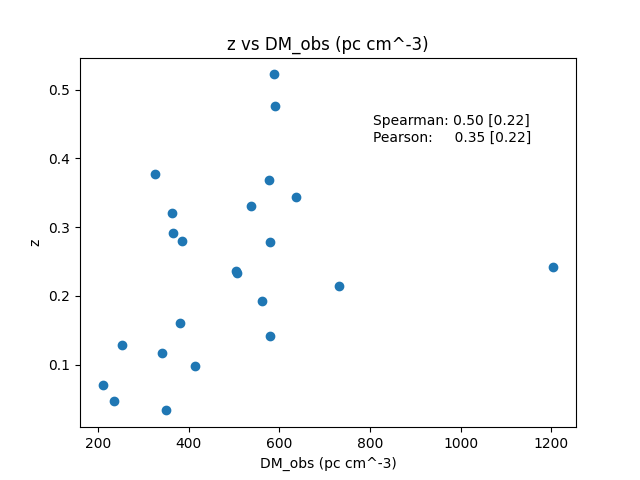 z vs DM_obs (pc cm^-3)
0.5
0.4
0.3
0.2
0.1
z
Spearman: 0.50 [0.22]
Pearson: 0.35 [0.22]
200 400 600 800 1000 1200
DM_obs (pc cm^-3)